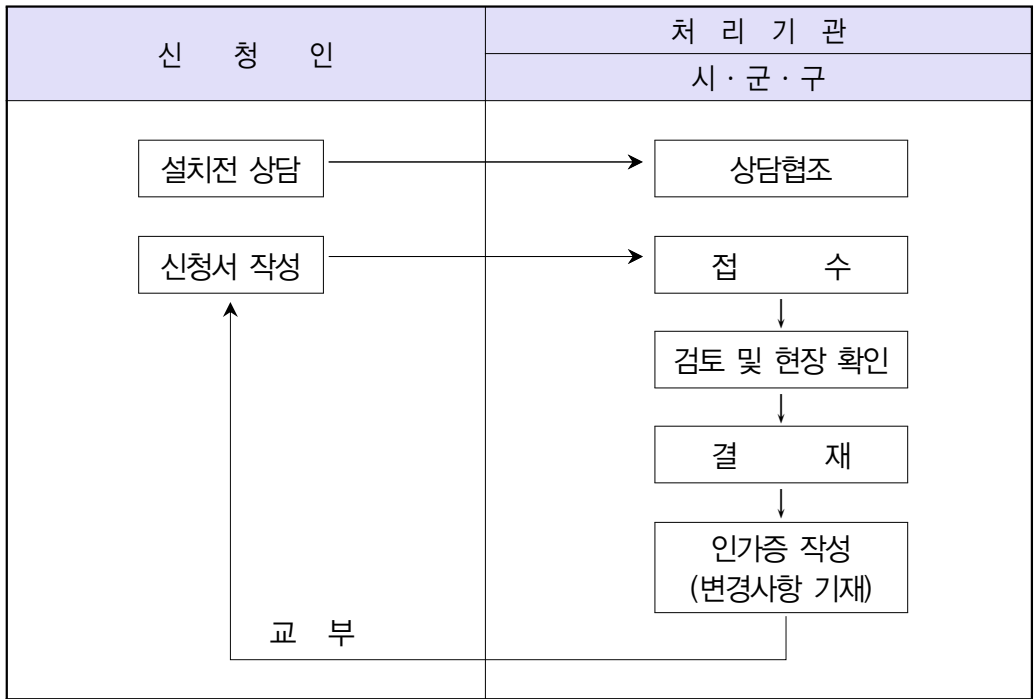 신 청 인
처 리 기 관
시·군·구
설치전 상담
상담협조
신청서 작성
접 수
검토 및 현장 확인
결 재
인가증 작성
(변경사항 기재)
교 부